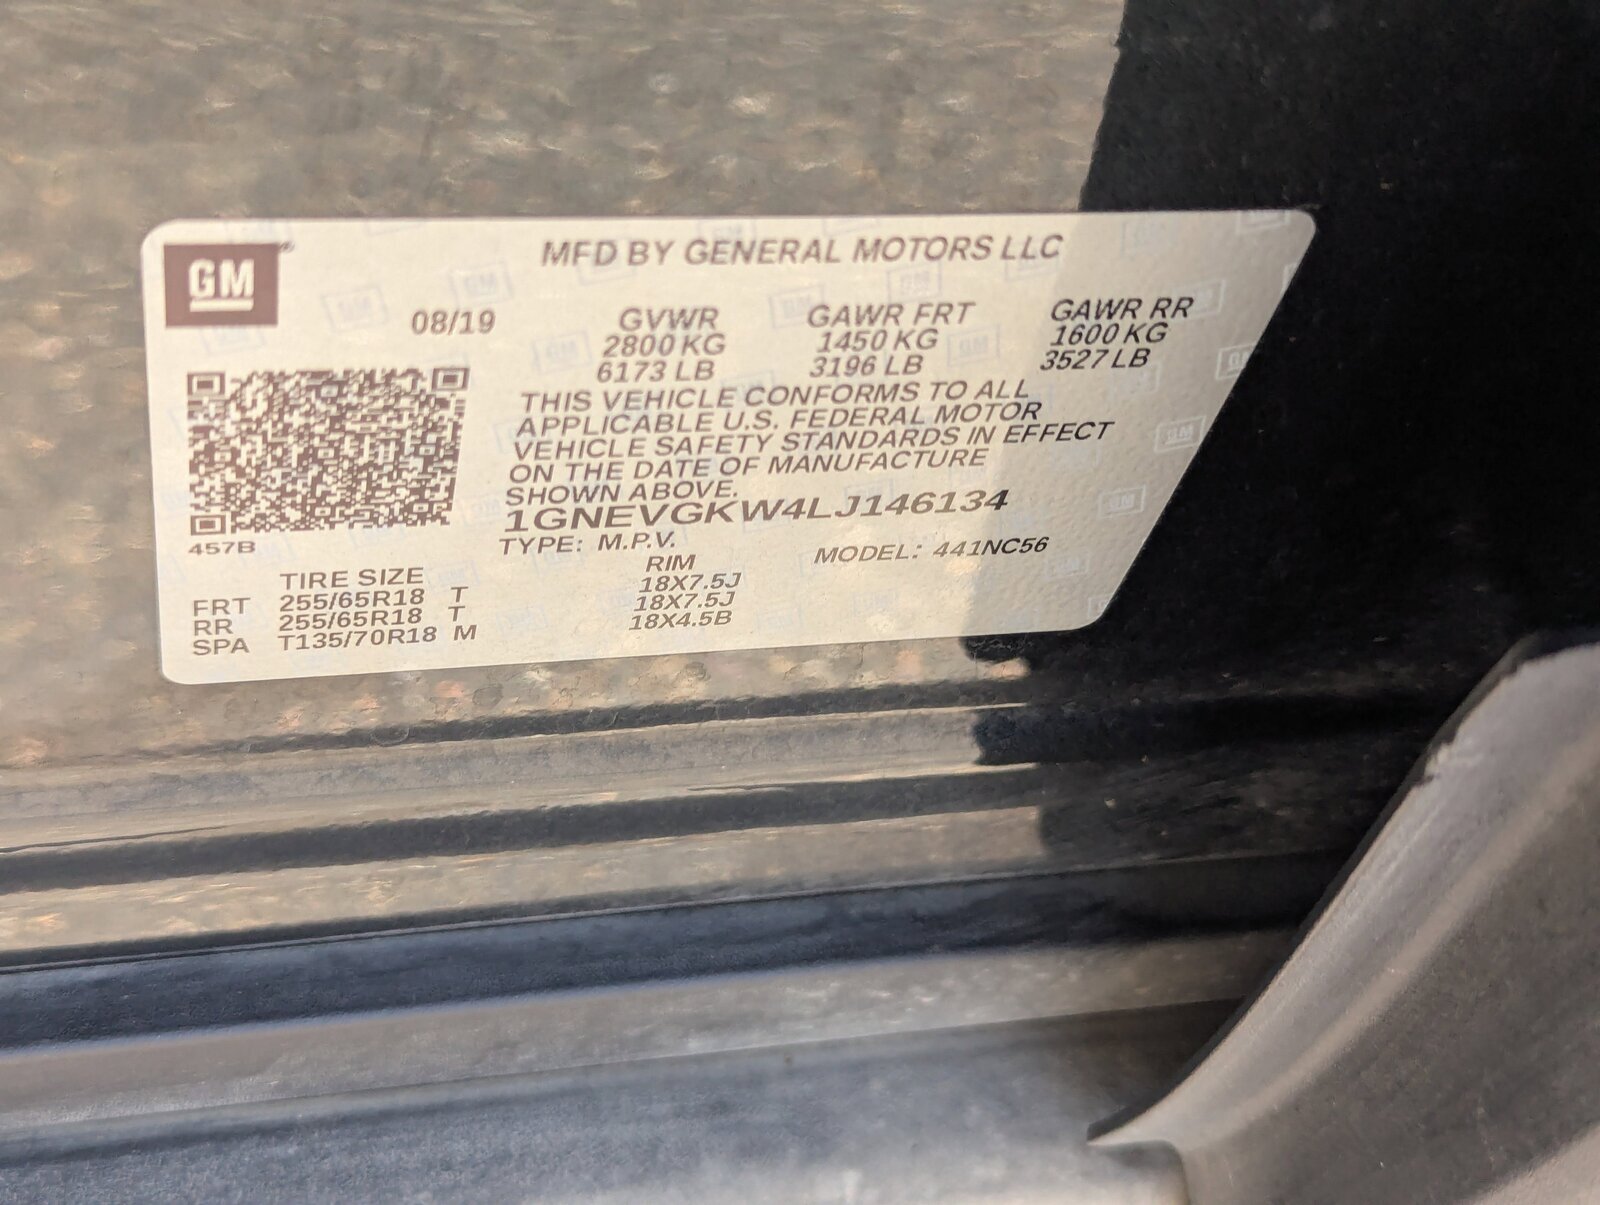 GM
MFD BY GENERAL MOTORS LLC
08/19
GVWR GAWR FRT GAWR RR
2800 KG 1450 KG 1600 KG
6173 LB 3196 LB 3527 LB
THIS VEHICLE CONFORMS TO ALL
APPLICABLE U.S. FEDERAL MOTOR
VEHICLE SAFETY STANDARDS IN EFFECT
ON THE DATE OF MANUFACTURE
SHOWN ABOVE.
1GNEVGKW4LJ146134
457B
TYPE: M.P.V. MODEL: 441NC56
TIRE SIZE RIM
FRT 255/65R18 T 18X7.5J
RR 255/65R18 T 18X7.5J
SPA T135/70R18 M 18X4.5B